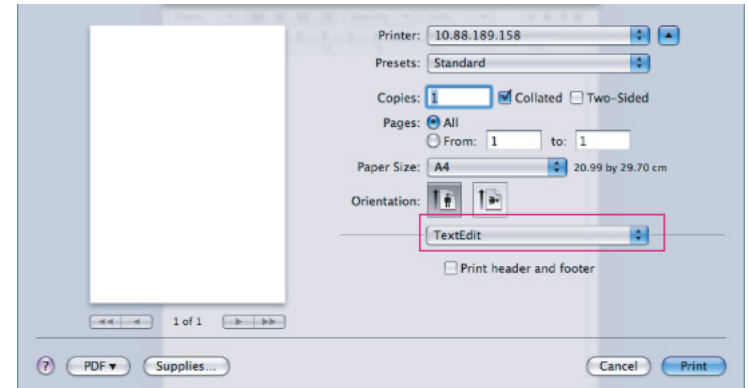 Printer: 10.88.189.158
Presets: Standard
Copies: 1 Collated Two-Sided
Pages: All
From: 1 to: 1
Paper Size: A4 20.99 by 29.70 cm
Orientation:
TextEdit
Print header and footer
1 of 1
? PDF Supplies... Cancel Print